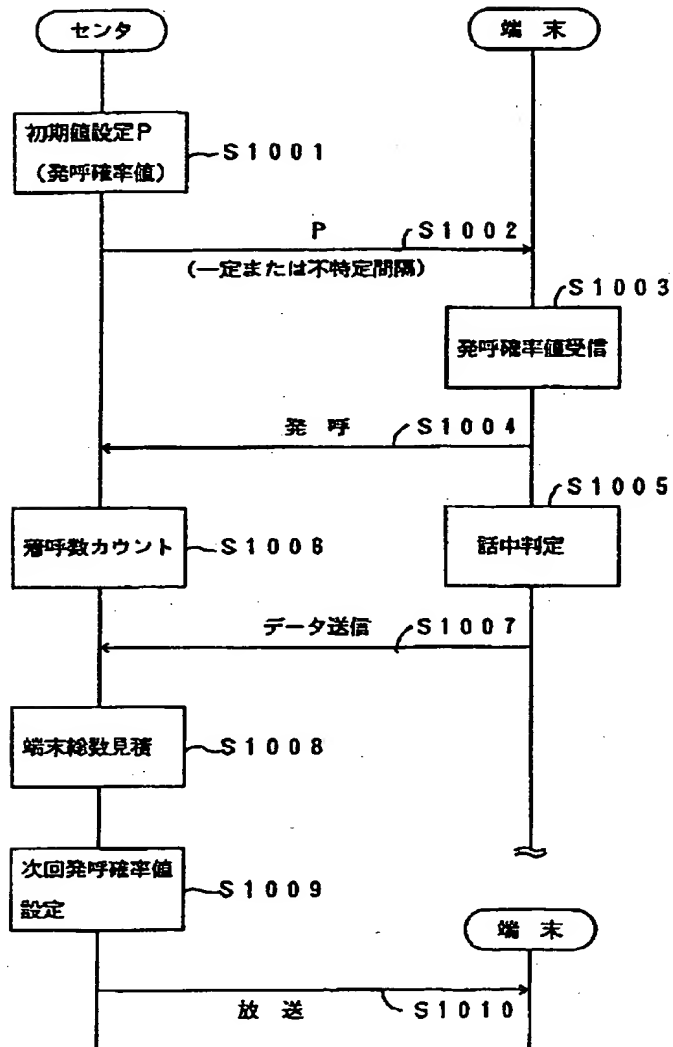 センタ
端 末
初期値設定P
(発呼確率値)
S1001
P
S1002
(一定または不特定間隔)
S1003
発呼確率値受信
発 呼
S1004
S1005
着呼数カウント
S1006
話中判定
データ送信
S1007
端末総数見積
S1008
次回発呼確率値
設定
S1009
端 末
放 送
S1010